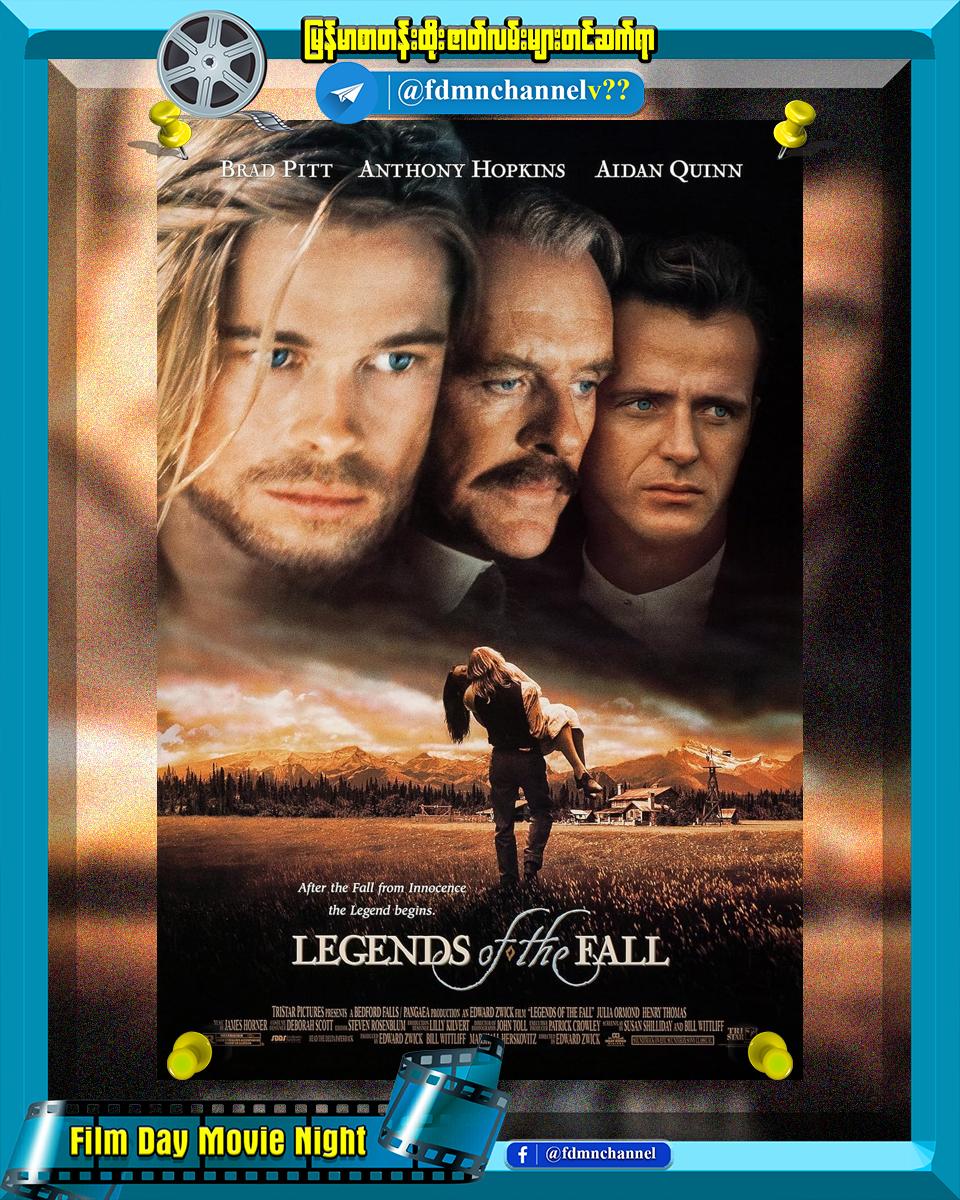 မြန်မာစာတန်းထိုးဇာတ်လမ်းများတင်ဆက်ရာ
@fdmnchannelv??
BRAD PITT ANTHONY HOPKINS AIDAN QUINN
After the Fall from Innocence
the Legend begins.
LEGENDS of the FALL
TRISTAR PICTURES PRESENTS A BEDFORD FALLS / PANGAEA PRODUCTION AN EDWARD ZWICK FILM "LEGENDS OF THE FALL" JULIA ORMOND HENRY THOMAS
JAMES HORNER DEBORAH SCOTT STEVEN ROSENBLUM LILLY KILVERT JOHN TOLL PATRICK CROWLEY SUSAN SHILLIDAY AND BILL WITTLIFF
EDWARD ZWICK BILL WITTLIFF HERSKOVITZ EDWARD ZWICK
TRI STAR
Film Day Movie Night
f @fdmnchannel